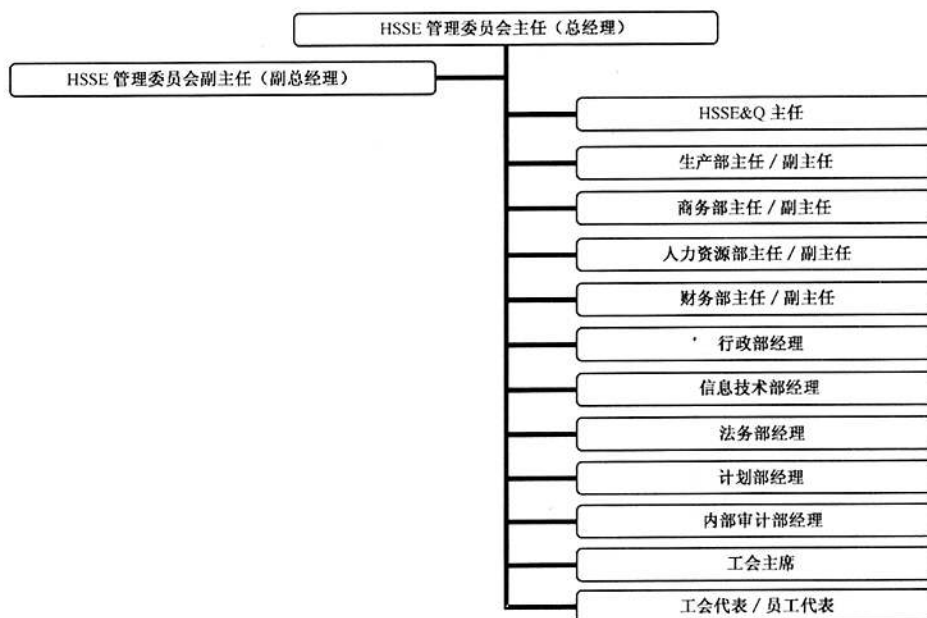 HSSE 管理委员会主任（总经理）
HSSE 管理委员会副主任（副总经理）
HSSE&Q 主任
生产部主任 / 副主任
商务部主任 / 副主任
人力资源部主任 / 副主任
财务部主任 / 副主任
行政部经理
信息技术部经理
法务部经理
计划部经理
内部审计部经理
工会主席
工会代表 / 员工代表